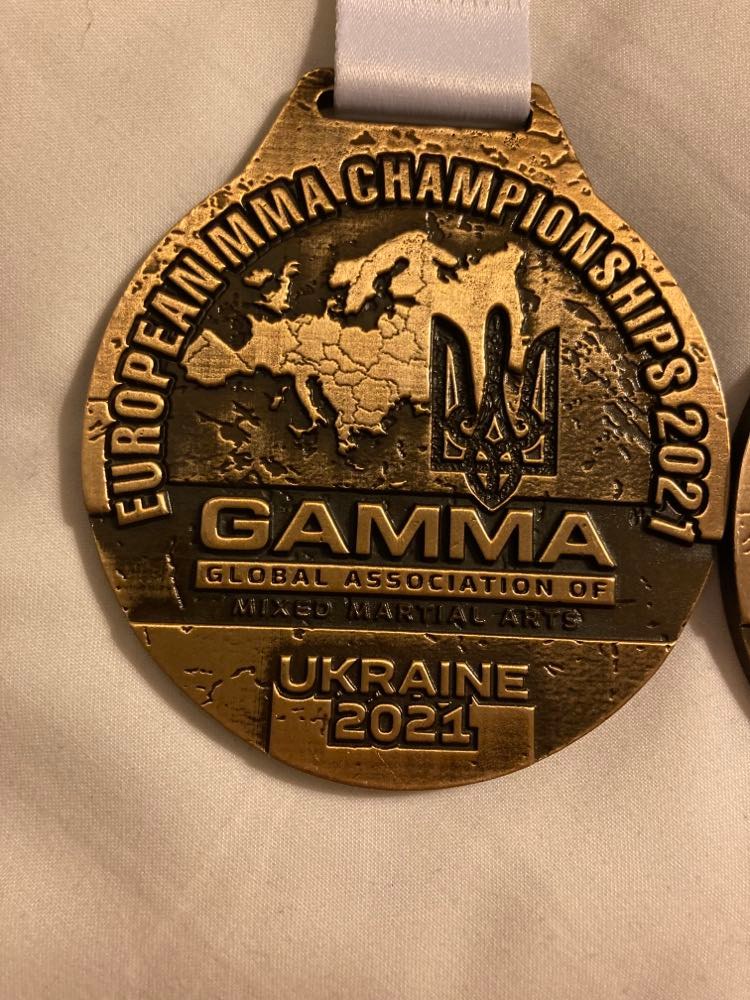 EUROPEAN MMA CHAMPIONSHIPS 2021
GAMMA
GLOBAL ASSOCIATION OF
MIXED MARTIAL ARTS
UKRAINE
2021